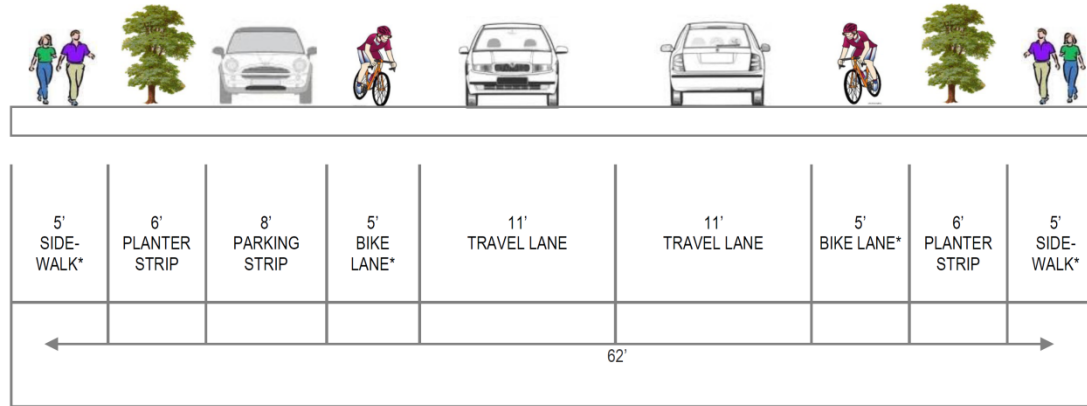 5'
SIDE-
WALK*
6'
PLANTER
STRIP
8'
PARKING
STRIP
5'
BIKE
LANE*
11'
TRAVEL LANE
11'
TRAVEL LANE
5'
BIKE LANE*
6'
PLANTER
STRIP
5'
SIDE-
WALK*
62'